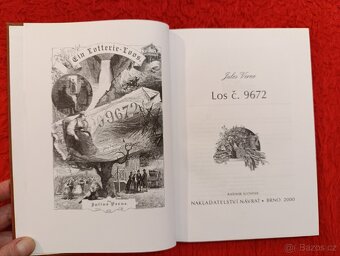 Ein Lotterie-Loos
9672
Julius Verne
Jules Verne
Los č. 9672
NAKLADATELSTVÍ NÁVRAT • BRNO 2000
Bazos.cz